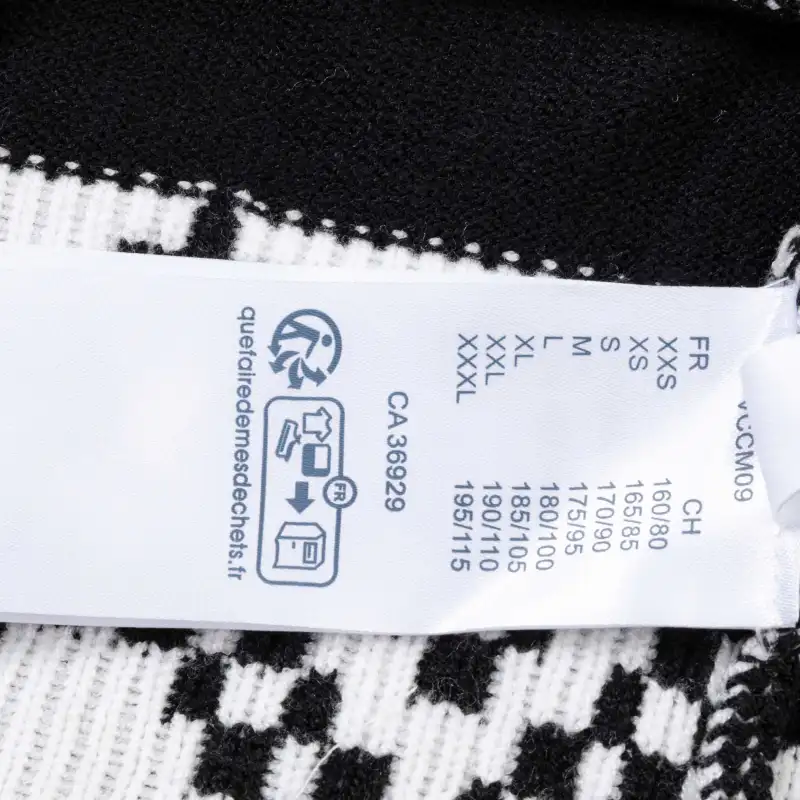 VCCM09
FR CH
XXS 160/80
XS 165/85
S 170/90
M 175/95
L 180/100
XL 185/105
XXL 190/110
XXXL 195/115
CA 36929
FR
quefairedemesdechets.fr